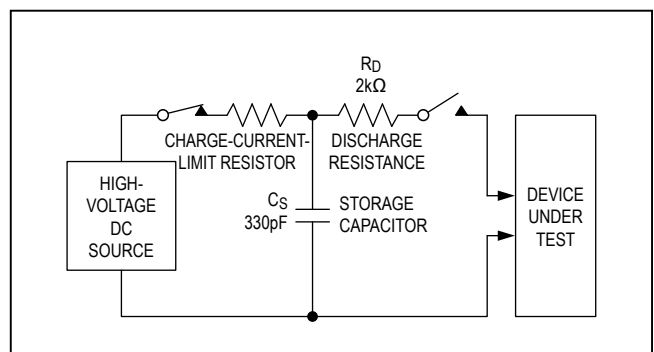 RD
2kΩ
CHARGE-CURRENT-
LIMIT RESISTOR
DISCHARGE
RESISTANCE
HIGH-
VOLTAGE
DC
SOURCE
CS
330pF
STORAGE
CAPACITOR
DEVICE
UNDER
TEST